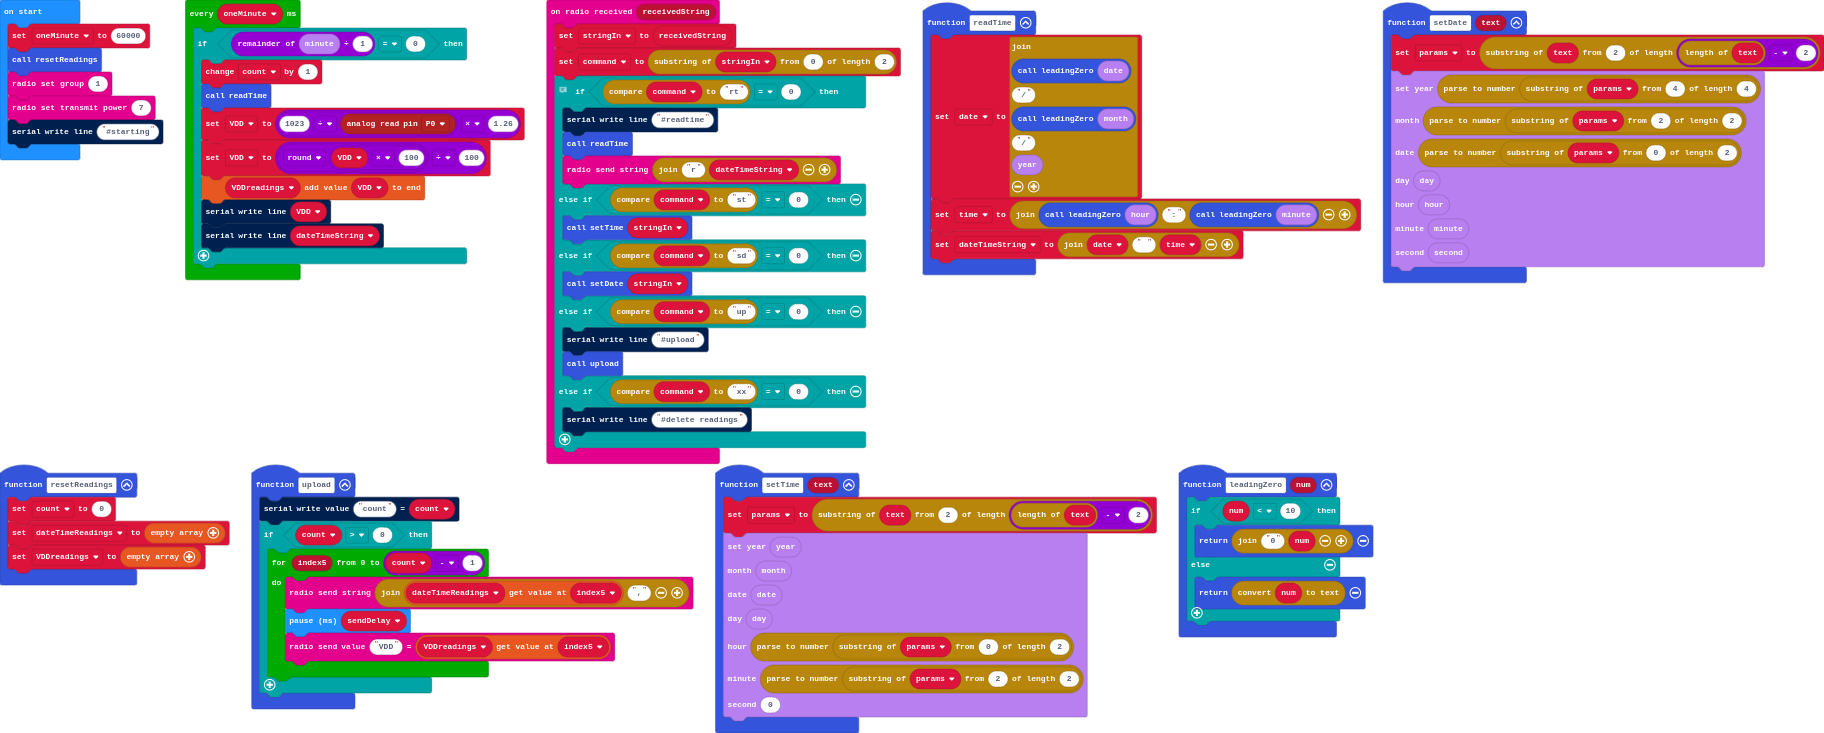 on start
set oneMinute to 60000
call resetReadings
radio set group 1
radio set transmit power 7
serial write line "#starting"
every oneMinute ms
if remainder of minute ÷ 1 = 0 then
change count by 1
call readTime
set VDD to 1023 ÷ analog read pin P0 × 1.26
set VDD to round VDD × 100 ÷ 100
VDDreadings add value VDD to end
serial write line VDD
serial write line dateTimeString
on radio received receivedString
set stringIn to receivedString
set command to substring of stringIn from 0 of length 2
if compare command to "rt" = 0 then
serial write line "#readtime"
call readTime
radio send string join "r" dateTimeString
else if compare command to "st" = 0 then
call setTime stringIn
else if compare command to "sd" = 0 then
call setDate stringIn
else if compare command to "up" = 0 then
serial write line "#upload"
call upload
else if compare command to "xx" = 0 then
serial write line "#delete readings"
function readTime
set date to join
call leadingZero date
"/"
call leadingZero month
"/"
year
set time to join call leadingZero hour ":" call leadingZero minute
set dateTimeString to join date " " time
function setDate text
set params to substring of text from 2 of length length of text - 2
set year parse to number substring of params from 4 of length 4
month parse to number substring of params from 2 of length 2
date parse to number substring of params from 0 of length 2
day day
hour hour
minute minute
second second
function resetReadings
set count to 0
set dateTimeReadings to empty array
set VDDreadings to empty array
function upload
serial write value "count" = count
if count > 0 then
for index5 from 0 to count - 1
do
radio send string join dateTimeReadings get value at index5 ","
pause (ms) sendDelay
radio send value "VDD" = VDDreadings get value at index5
function setTime text
set params to substring of text from 2 of length length of text - 2
set year year
month month
date date
day day
hour parse to number substring of params from 0 of length 2
minute parse to number substring of params from 2 of length 2
second 0
function leadingZero num
if num < 10 then
return join "0" num
else
return convert num to text